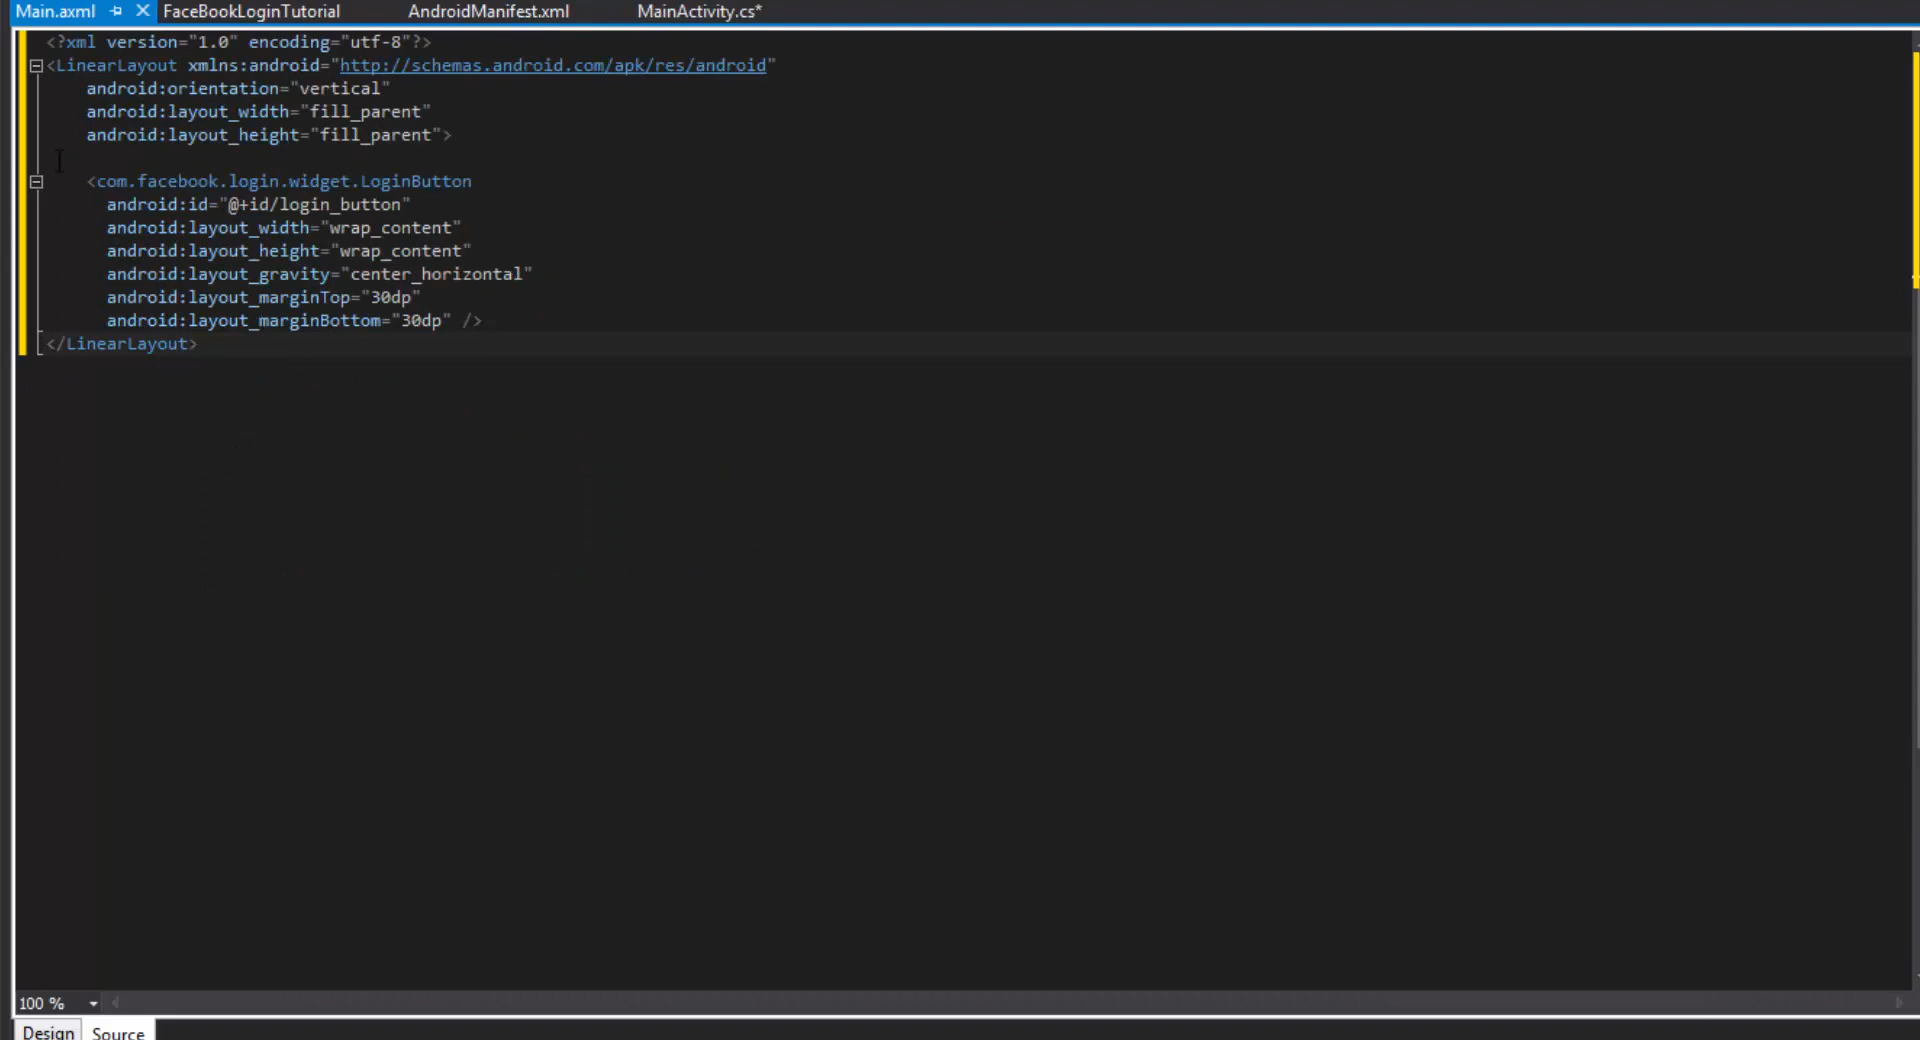 Main.axml FaceBookLoginTutorial AndroidManifest.xml MainActivity.cs*
<?xml version="1.0" encoding="utf-8"?>
<LinearLayout xmlns:android="http://schemas.android.com/apk/res/android"
android:orientation="vertical"
android:layout_width="fill_parent"
android:layout_height="fill_parent">
<com.facebook.login.widget.LoginButton
android:id="@+id/login_button"
android:layout_width="wrap_content"
android:layout_height="wrap_content"
android:layout_gravity="center_horizontal"
android:layout_marginTop="30dp"
android:layout_marginBottom="30dp" />
</LinearLayout>
100 %
Design Source